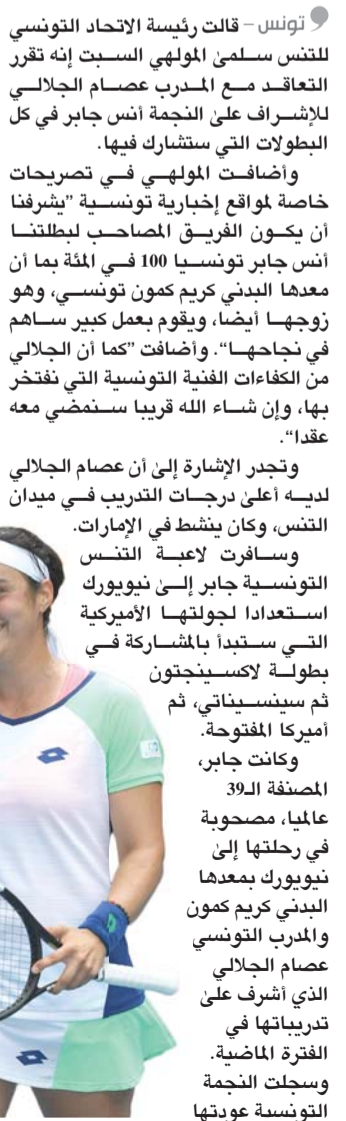 تونس – قالت رئيسة الاتحاد التونسي
للتنس سلمى المولهي السبت إنه تقرر
التعاقد مع المدرب عصام الجلالي
للإشراف على النجمة أنس جابر في كل
البطولات التي ستشارك فيها.
وأضافت المولهي في تصريحات
خاصة لمواقع إخبارية تونسية ”يشرفنا
أن يكون الفريق المصاحب لبطلتنا
أنس جابر تونسيا 100 في المئة بما أن
معدها البدني كريم كمون تونسي، وهو
زوجها أيضا، ويقوم بعمل كبير ساهم
في نجاحها“. وأضافت ”كما أن الجلالي
من الكفاءات الفنية التونسية التي نفتخر
بها، وإن شاء الله قريبا سنمضي معه
عقدا“.
وتجدر الإشارة إلى أن عصام الجلالي
لديه أعلى درجات التدريب في ميدان
التنس، وكان ينشط في الإمارات.
وسافرت لاعبة التنس
التونسية جابر إلى نيويورك
استعدادا لجولتها الأميركية
التي ستبدأ بالمشاركة في
بطولة لاكسينجتون
ثم سينسيناتي، ثم
أميركا المفتوحة.
وكانت جابر،
المصنفة الـ39
عالميا، مصحوبة
في رحلتها إلى
نيويورك بمعدها
البدني كريم كمون
والمدرب التونسي
عصام الجلالي
الذي أشرف على
تدريباتها في
الفترة الماضية.
وسجلت النجمة
التونسية عودتها